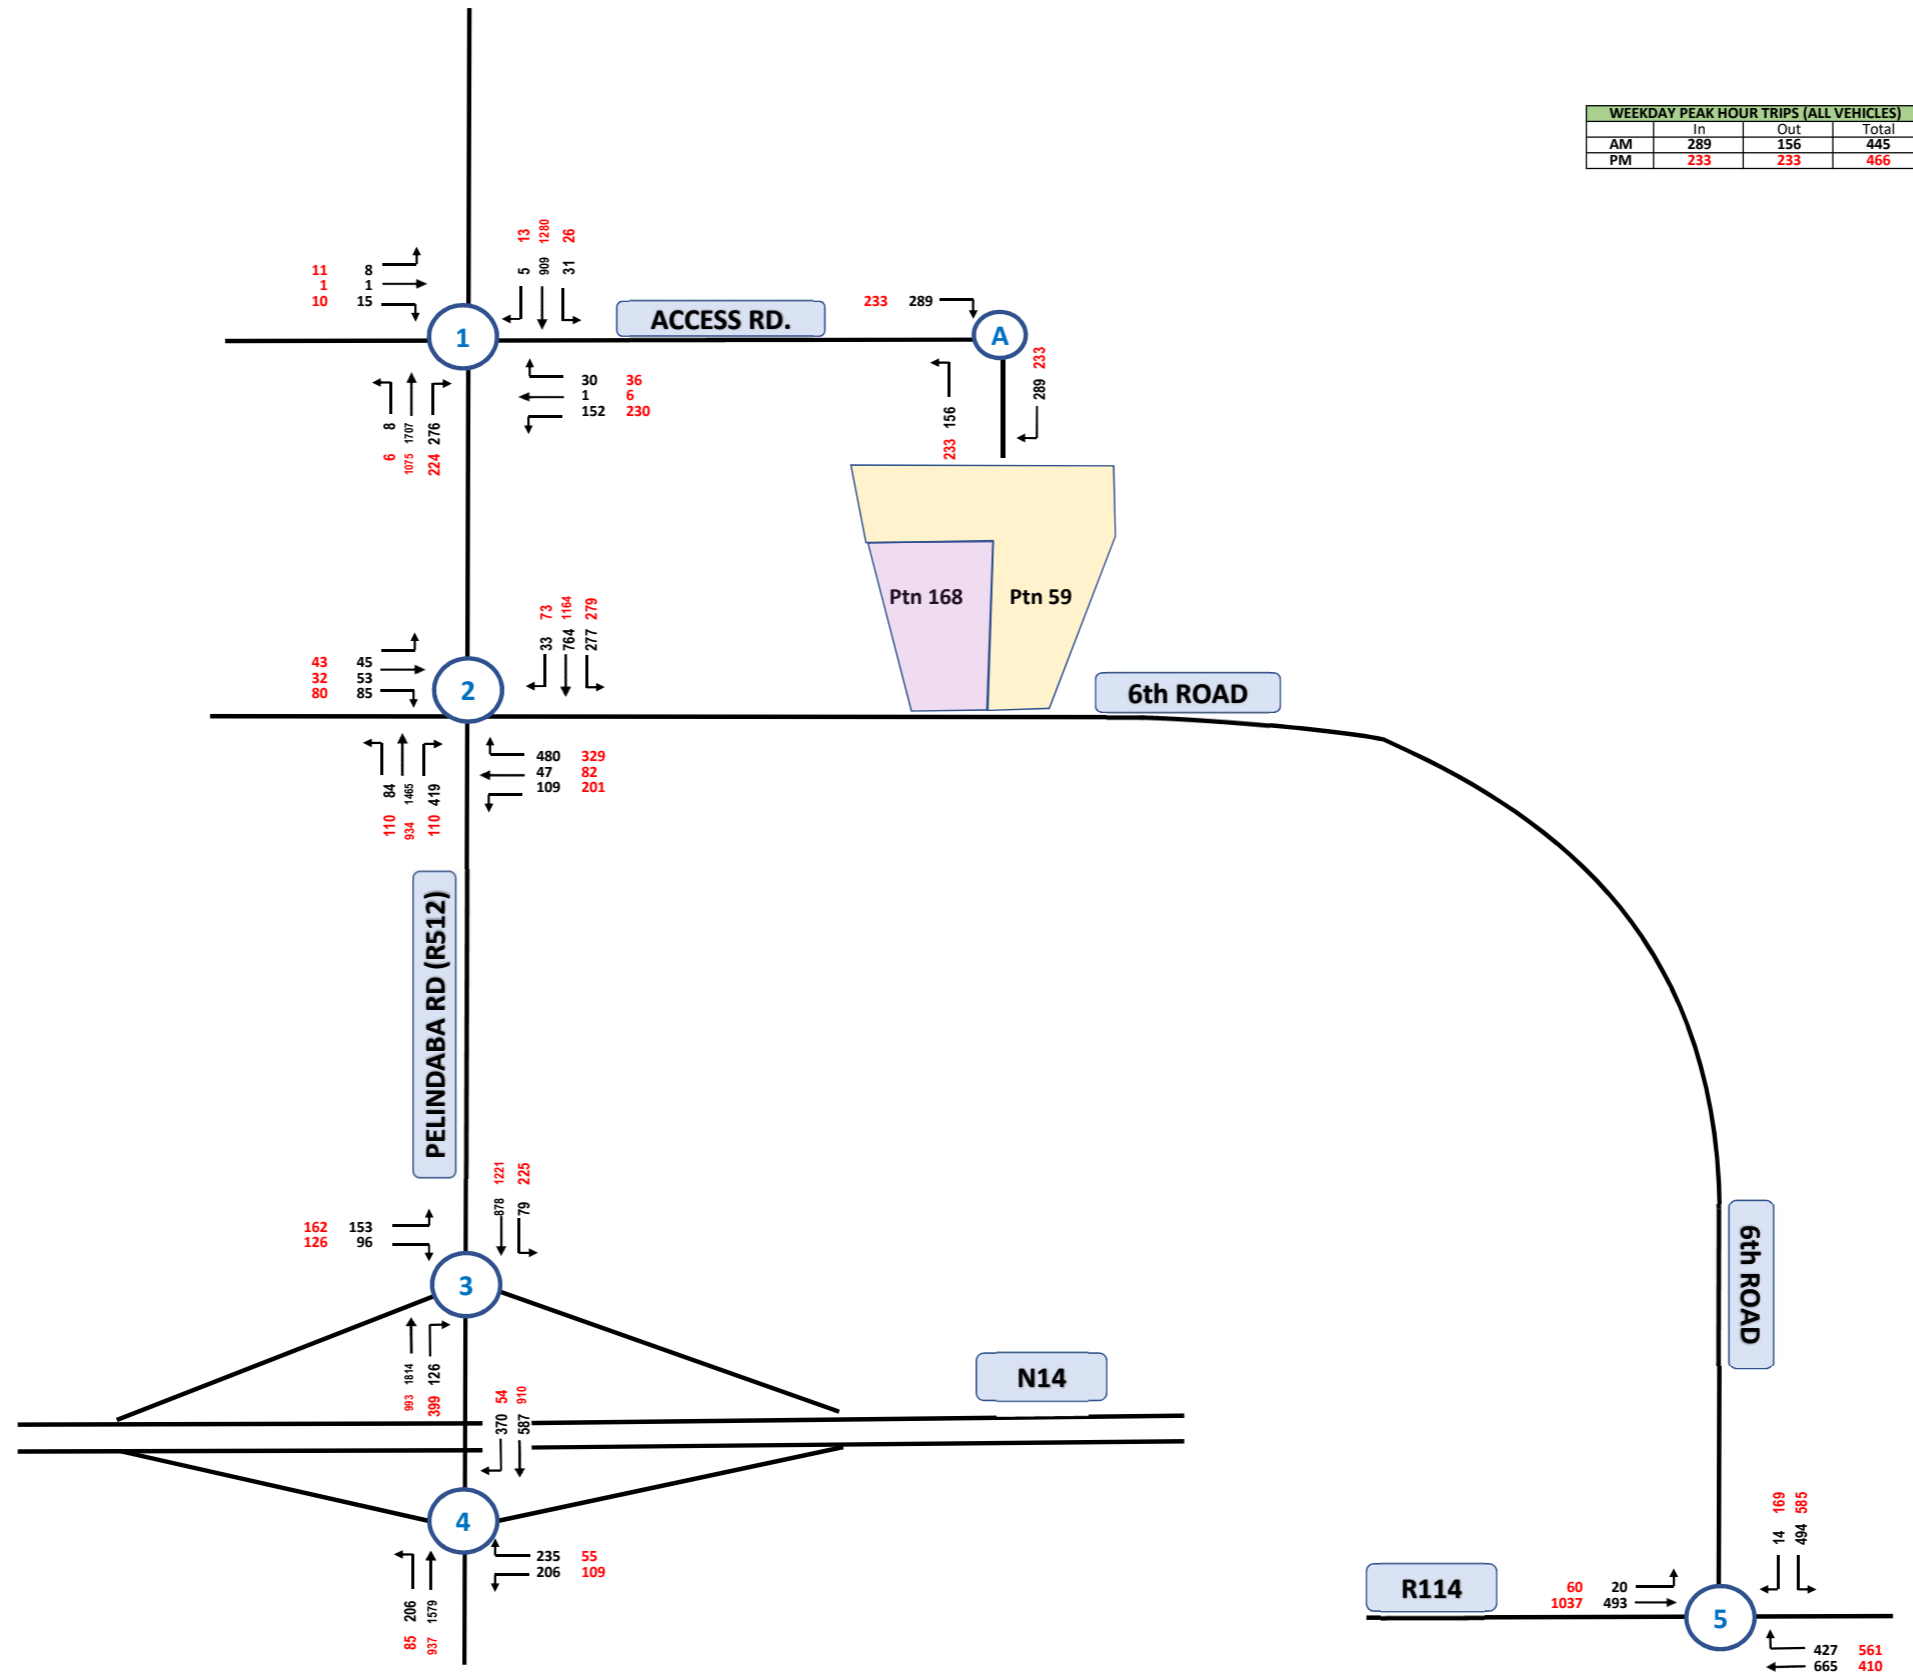 WEEKDAY PEAK HOUR TRIPS (ALL VEHICLES)
In Out Total
AM 289 156 445
PM 233 233 466
13 1280 26
5 909 31
11 8
1 1
10 15
1
ACCESS RD.
233 289
A
289 233
30 36
1 6
152 230
8 1707 276
6 1075 224
233 156
Ptn 168
Ptn 59
73 1164 279
33 764 277
43 45
32 53
80 85
2
6th ROAD
480 329
47 82
109 201
84 1465 419
110 934 110
PELINDABA RD (R512)
1221 225
878 79
162 153
126 96
3
6th ROAD
1814 126
993 399
N14
54 910
370 587
4
235 55
206 109
206 1579
85 937
169 585
14 494
R114
60 20
1037 493
5
427 561
665 410